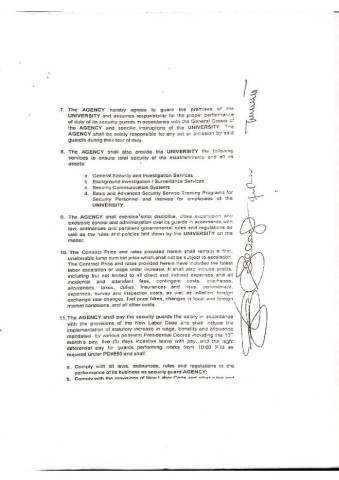 7. The AGENCY hereby agrees to guard the premises of the
UNIVERSITY and assumes responsibility for the proper performance
of duty of its security guards in accordance with the General Orders of
the AGENCY and specific instructions of the UNIVERSITY. The
AGENCY shall be solely responsible for any act or omission by said
guards during their tour of duty.
8. The AGENCY shall also provide the UNIVERSITY the following
services to ensure total security of the establishments and all its
assets:
a. General Security and Investigation Services
b. Background Investigation / Surveillance Services
c. Security Communication Systems
d. Basic and Advanced Security Service Training Programs for
Security Personnel and likewise for employees of the
UNIVERSITY.
9. The AGENCY shall exercise strict discipline, close supervision and
exclusive control and administration over its guards in accordance with
law, ordinances and pertinent governmental rules and regulations as
well as the rules and policies laid down by the UNIVERSITY on the
matter.
10. The Contract Price and rates provided herein shall remain a firm,
unalterable lump sum bid price which shall not be subject to escalation.
The Contract Price and rates provided herein have included the latest
labor escalation or wage order increase. It shall also include profits,
including but not limited to all direct and indirect expenses and all
incidental and attendant fees, contingent costs, overheads,
allowances, taxes, duties, insurances and risks, commitment,
expenses, survey and inspection costs, as well as inflation, foreign
exchange rate changes, fuel price hikes, changes in local and foreign
market conditions, and all other costs.
11. The AGENCY shall pay the security guards the salary in accordance
with the provisions of the New Labor Code and shall include the
implementation of statutory increase in wage, benefits and allowance
mandated by various pertinent Presidential Decree including the 13th
month's pay, five (5) days incentive leave with pay, and the night
differential pay for guards performing works from 10:00 P.M as
required under PD#850 and shall:
a. Comply with all laws, ordinances, rules and regulations in the
performance of its business as security guard AGENCY;
b. Comply with the provisions of New Labor Code and other rules and